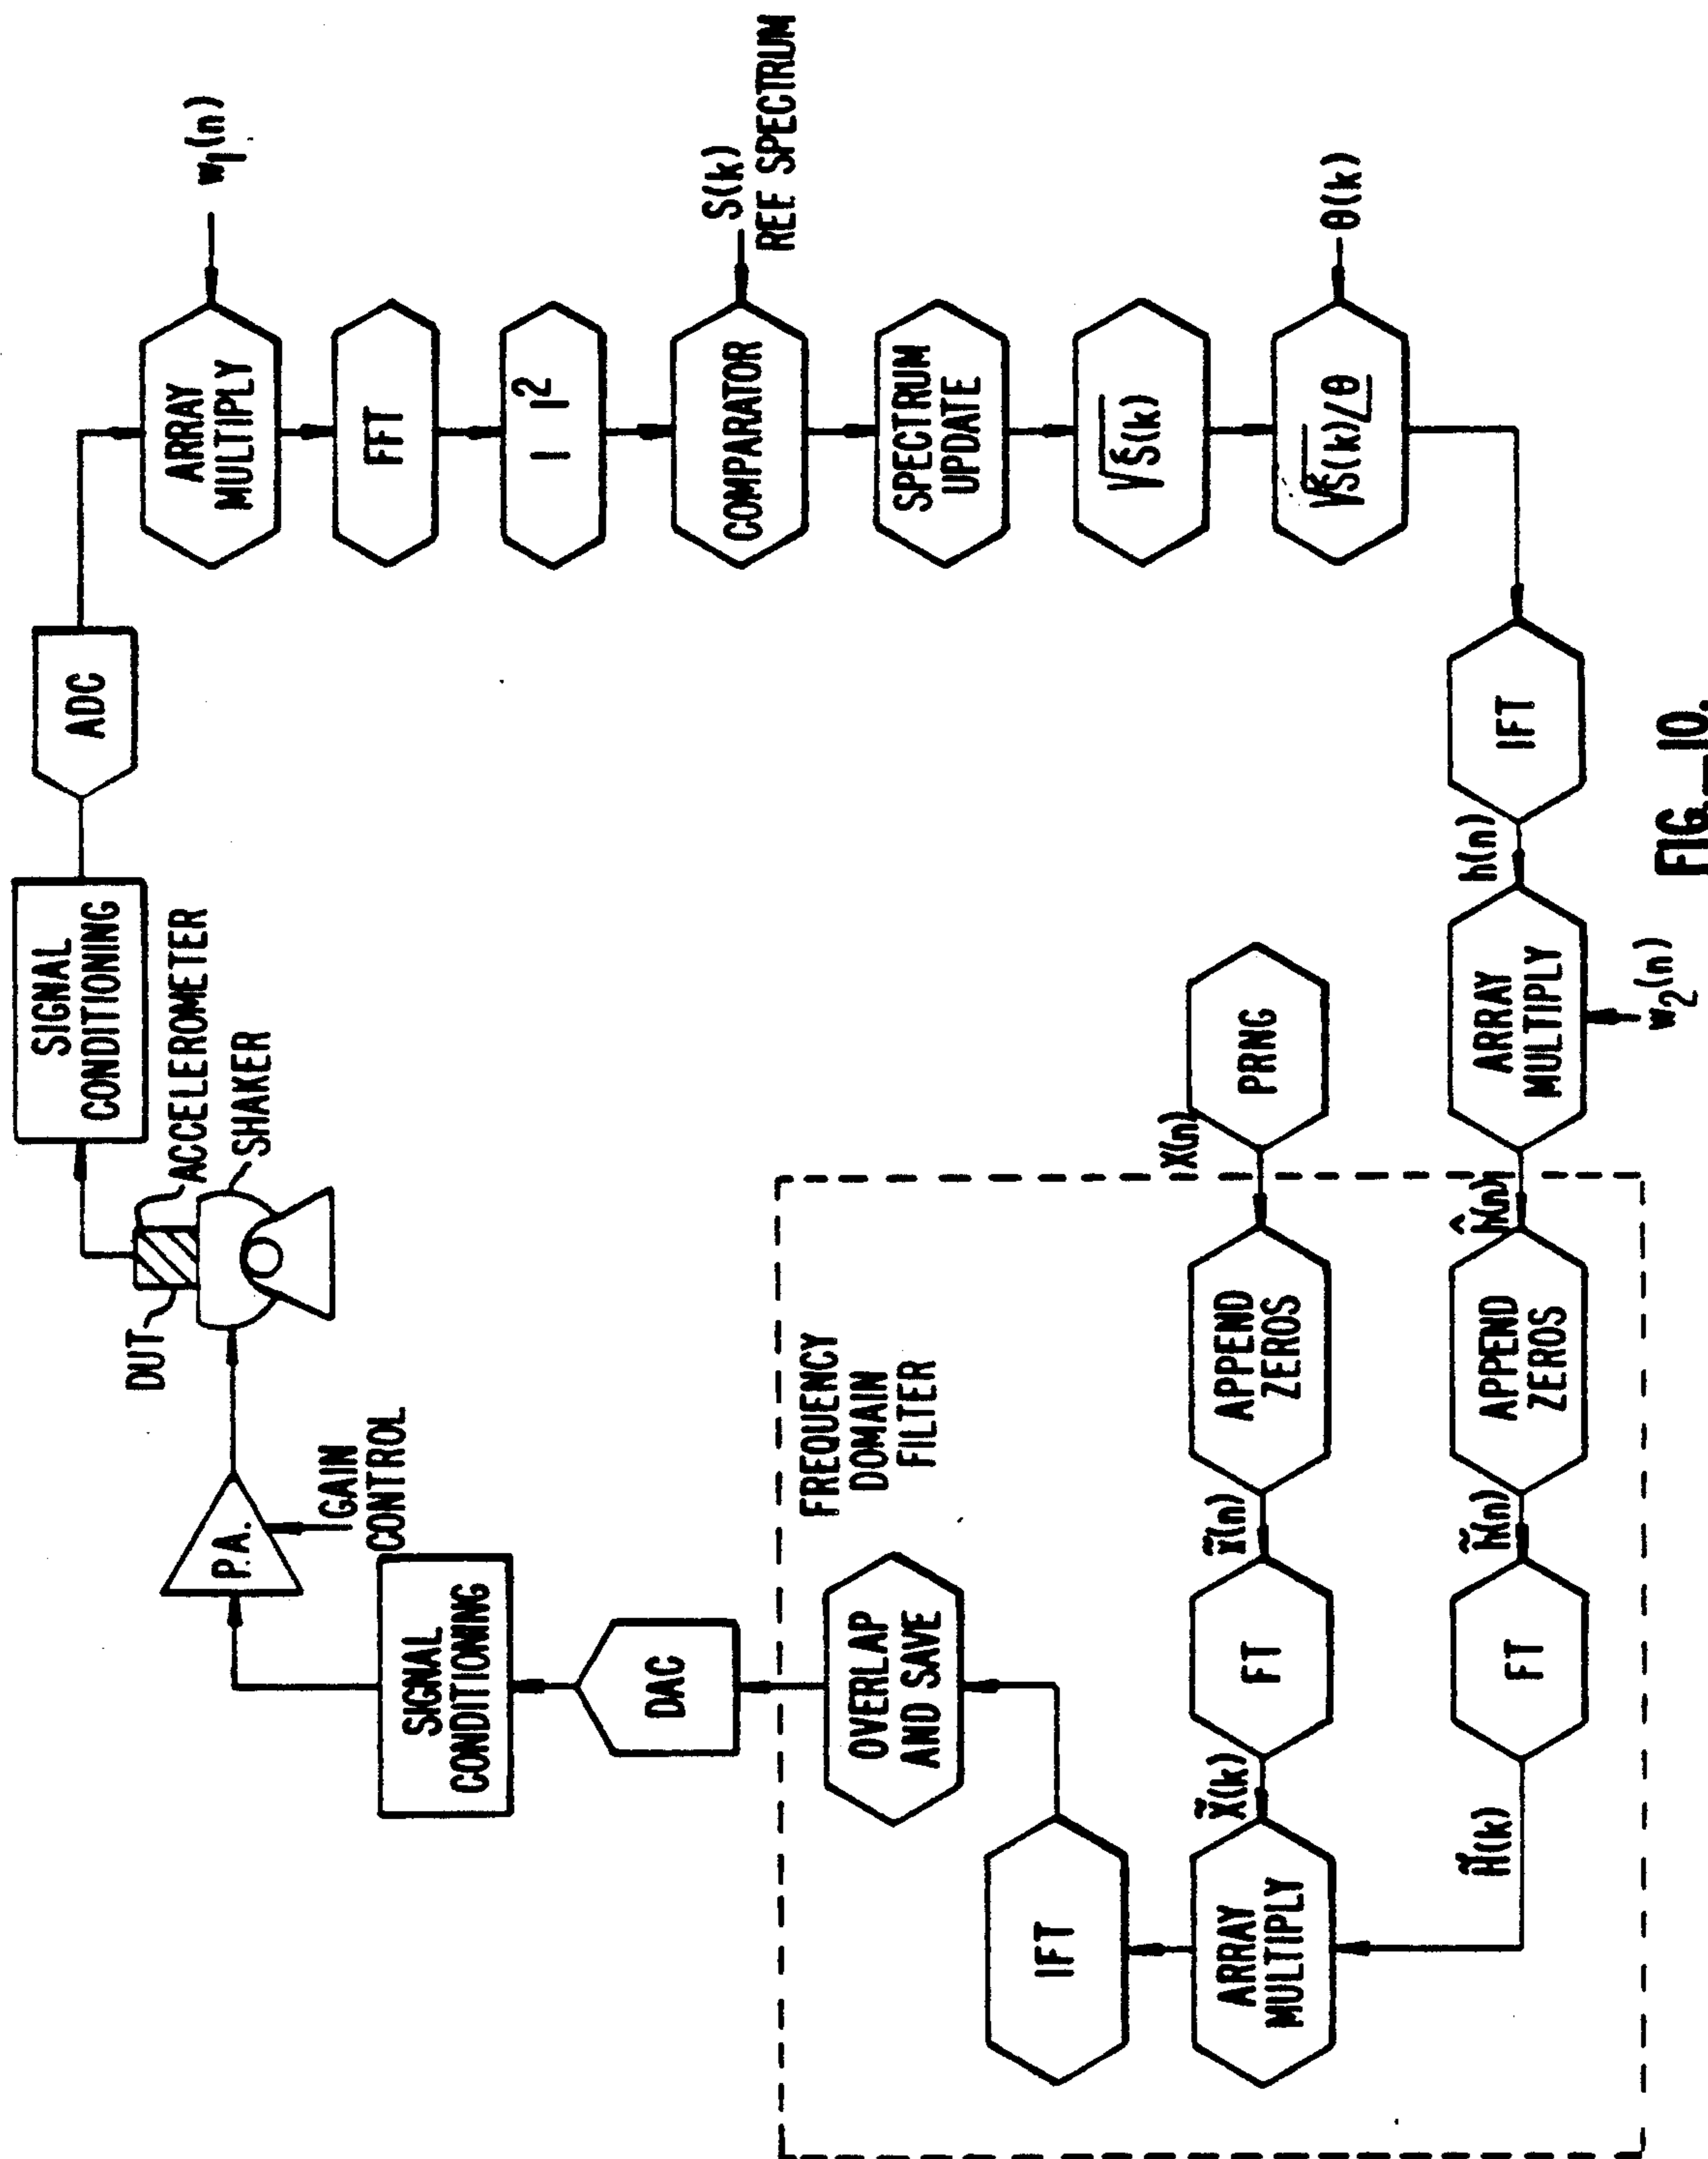 SIGNAL
CONDITIONING
ADC
ACCELEROMETER
SHAKER
DUT
P.A.
GAIN
CONTROL
SIGNAL
CONDITIONING
DAC
w₁(n)
ARRAY
MULTIPLY
FFT
| |²
S(k)
REF SPECTRUM
COMPARATOR
SPECTRUM
UPDATE
θ(k)
IFT
h(n)
ARRAY
MULTIPLY
w₂(n)
PRNG
X(n)
ĥ(n)
FREQUENCY
DOMAIN
FILTER
APPEND
ZEROS
x̃(n)
FT
X̃(k)
APPEND
ZEROS
h̃(n)
FT
H̃(k)
ARRAY
MULTIPLY
IFT
OVERLAP
AND SAVE
FIG.—10.